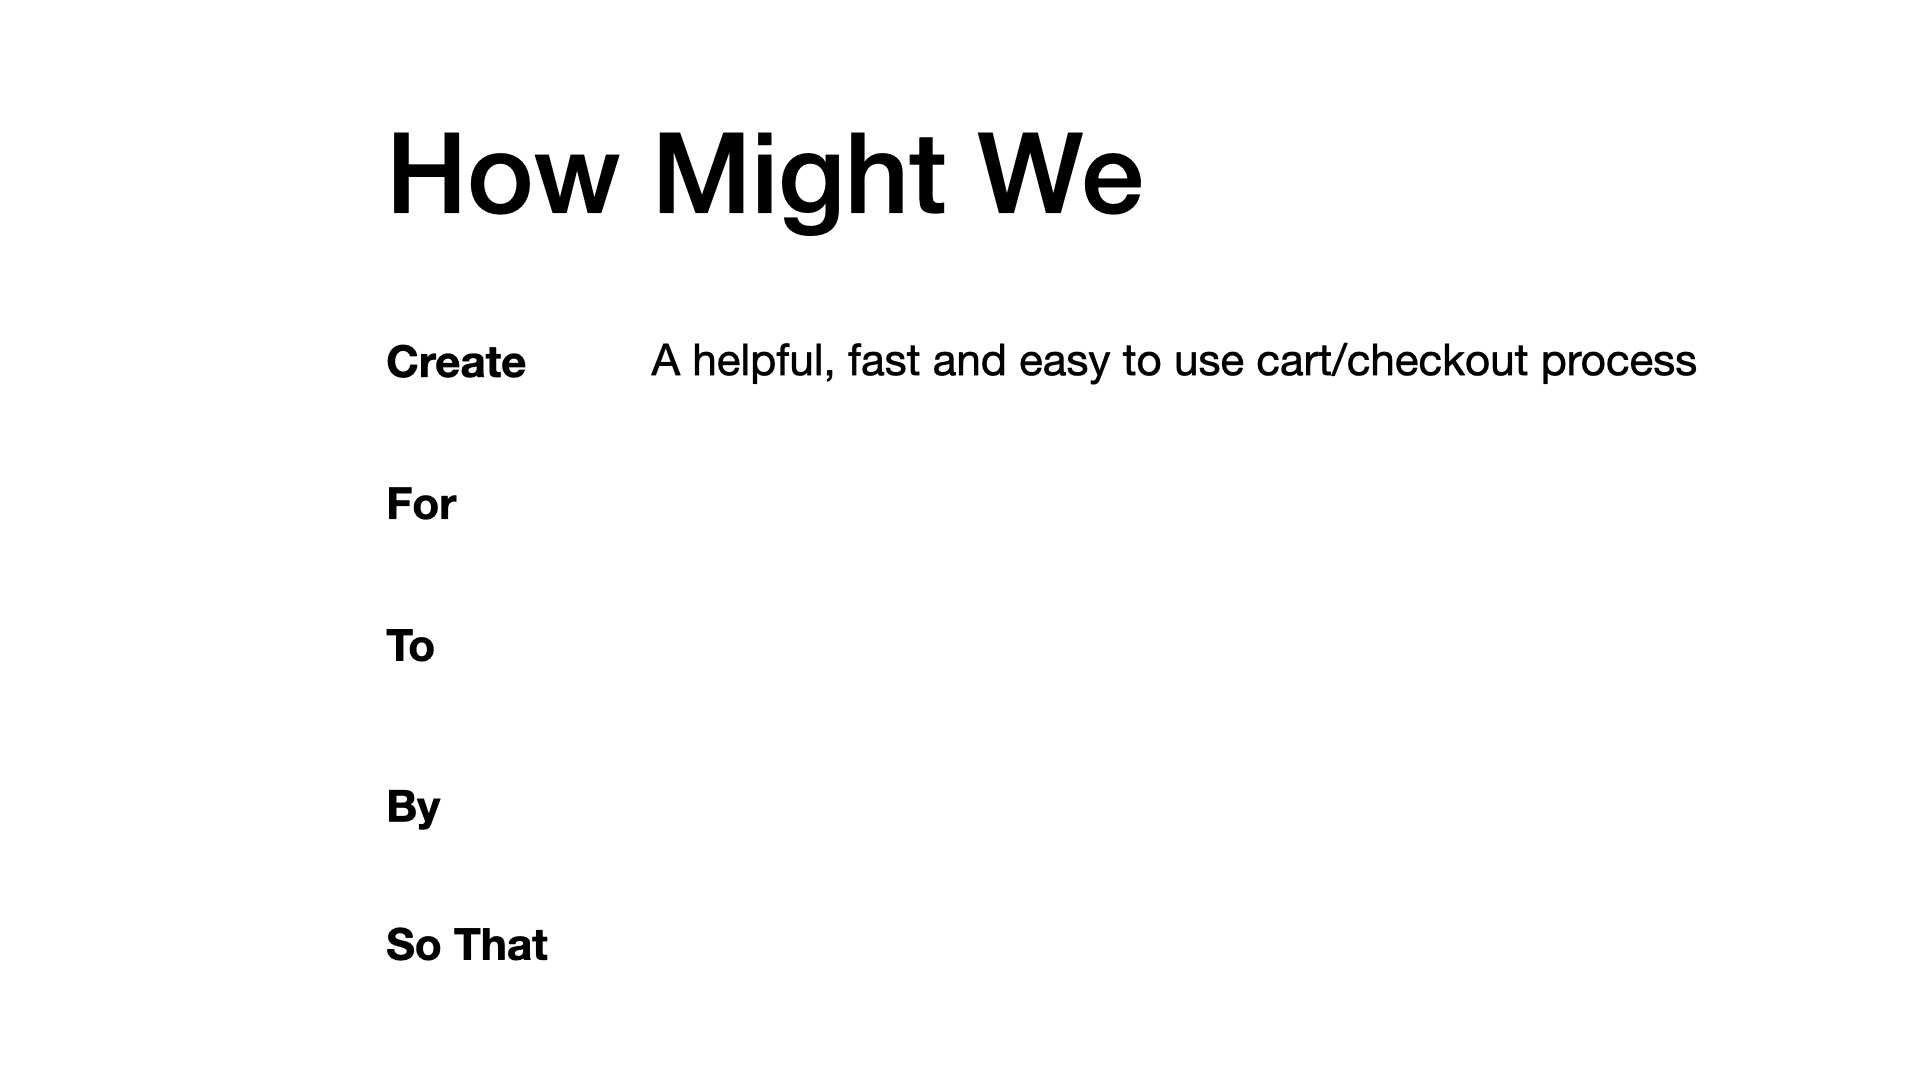 How Might We
Create A helpful, fast and easy to use cart/checkout process
For
To
By
So That